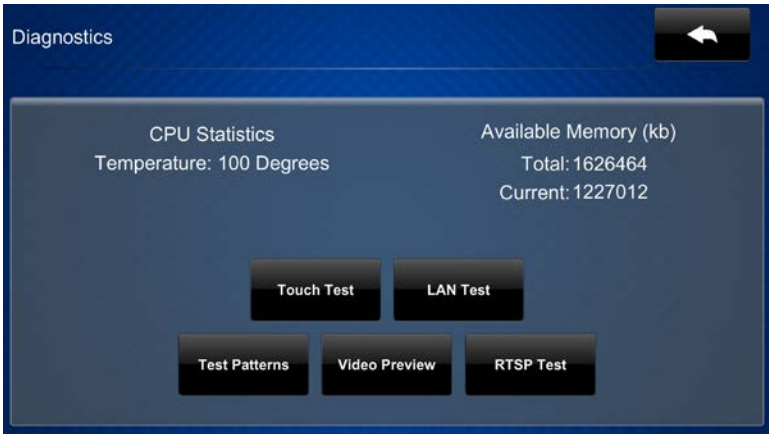 Diagnostics
CPU Statistics
Temperature: 100 Degrees
Available Memory (kb)
Total: 1626464
Current: 1227012
Touch Test
LAN Test
Test Patterns
Video Preview
RTSP Test